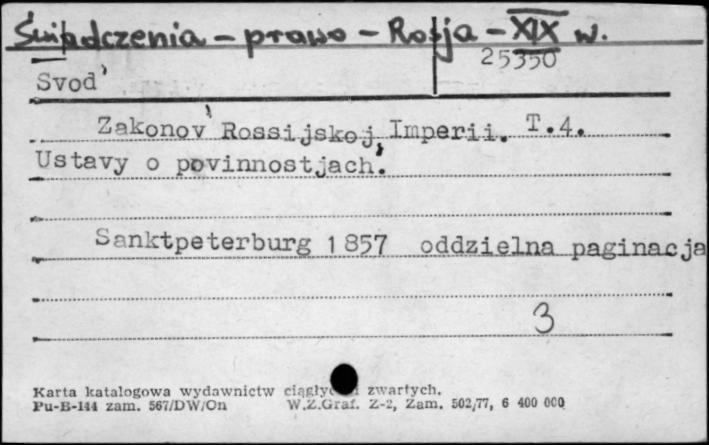 Świadczenia – prawo – Rosja – XIX w.
25350
Svod'
Zakonov' Rossijskoj Imperii. T.4.
Ustavy o povinnostjach'.
Sanktpeterburg 1857 oddzielna paginacja
3
Karta katalogowa wydawnictw zwartych.
Pu-B-144 zam. 567/DW/On W.Z.Graf. Z-2, Zam. 502/77, 6 400 000